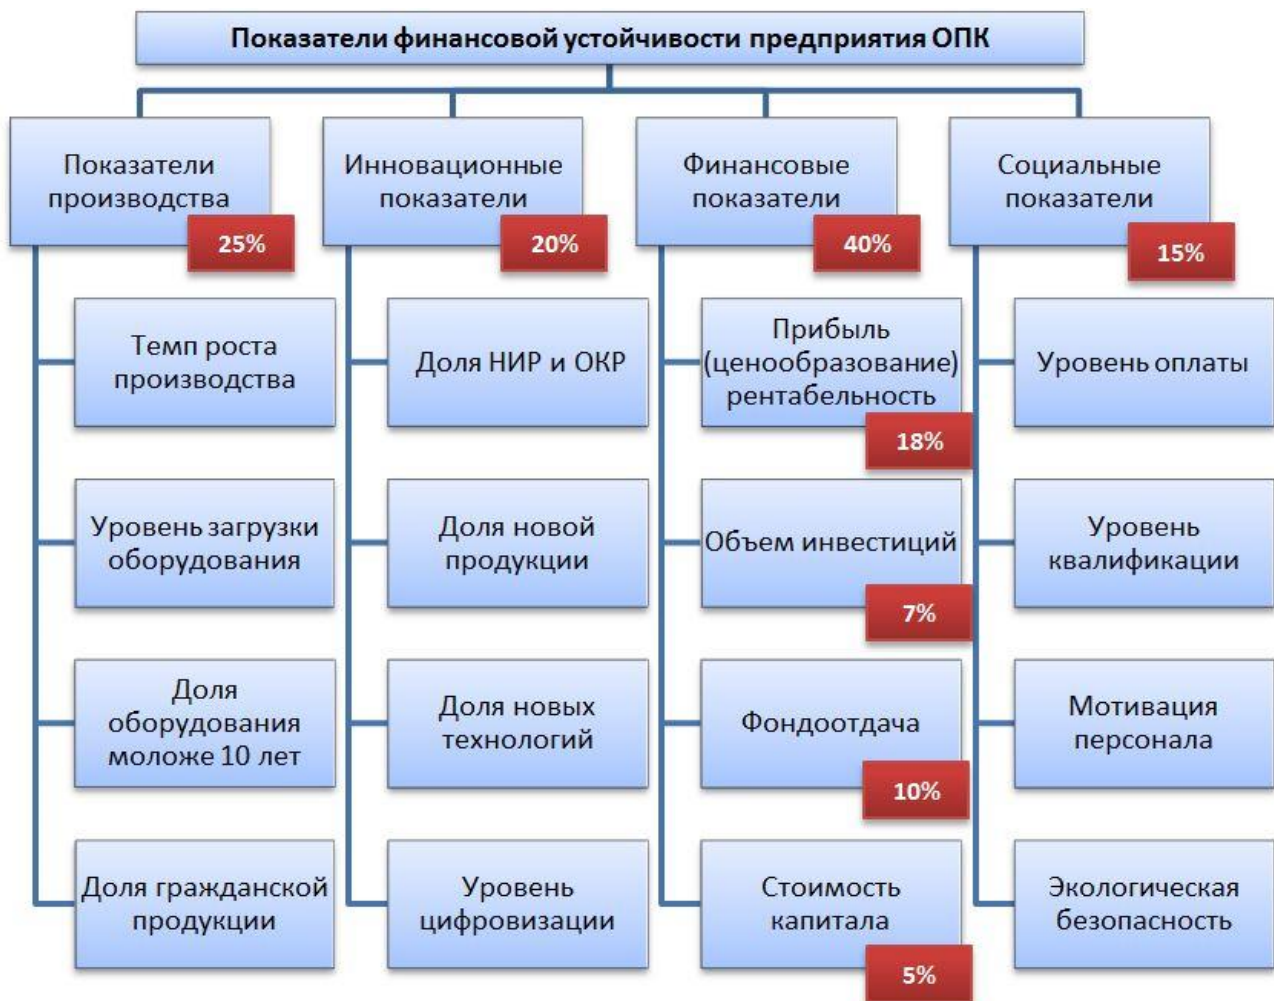 Показатели финансовой устойчивости предприятия ОПК
Показатели
производства
25%
Инновационные
показатели
20%
Финансовые
показатели
40%
Социальные
показатели
15%
Темп роста
производства
Доля НИР и ОКР
Прибыль
(ценообразование)
рентабельность
18%
Уровень оплаты
Уровень загрузки
оборудования
Доля новой
продукции
Объем инвестиций
7%
Уровень
квалификации
Доля
оборудования
моложе 10 лет
Доля новых
технологий
Фондоотдача
10%
Мотивация
персонала
Доля гражданской
продукции
Уровень
цифровизации
Стоимость
капитала
5%
Экологическая
безопасность